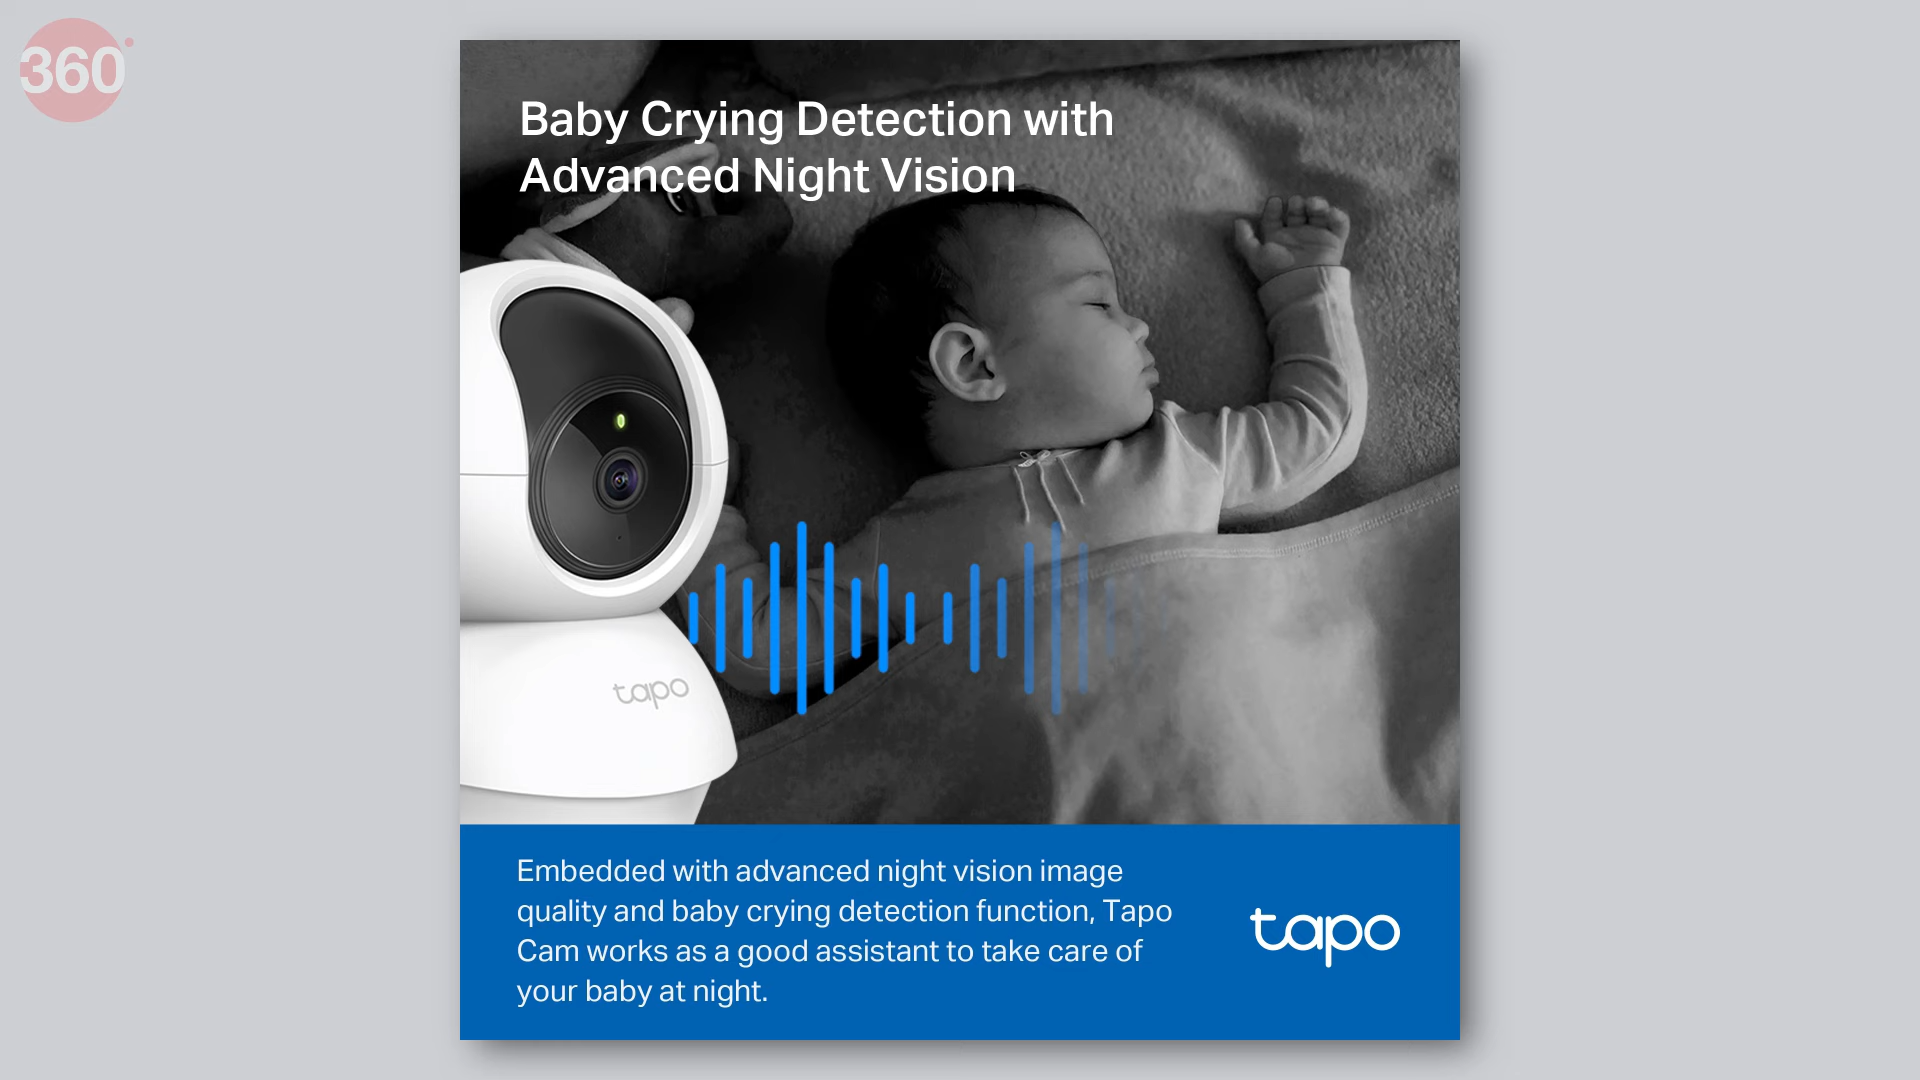 360
Baby Crying Detection with
Advanced Night Vision
tapo
Embedded with advanced night vision image
quality and baby crying detection function, Tapo
Cam works as a good assistant to take care of
your baby at night.
tapo